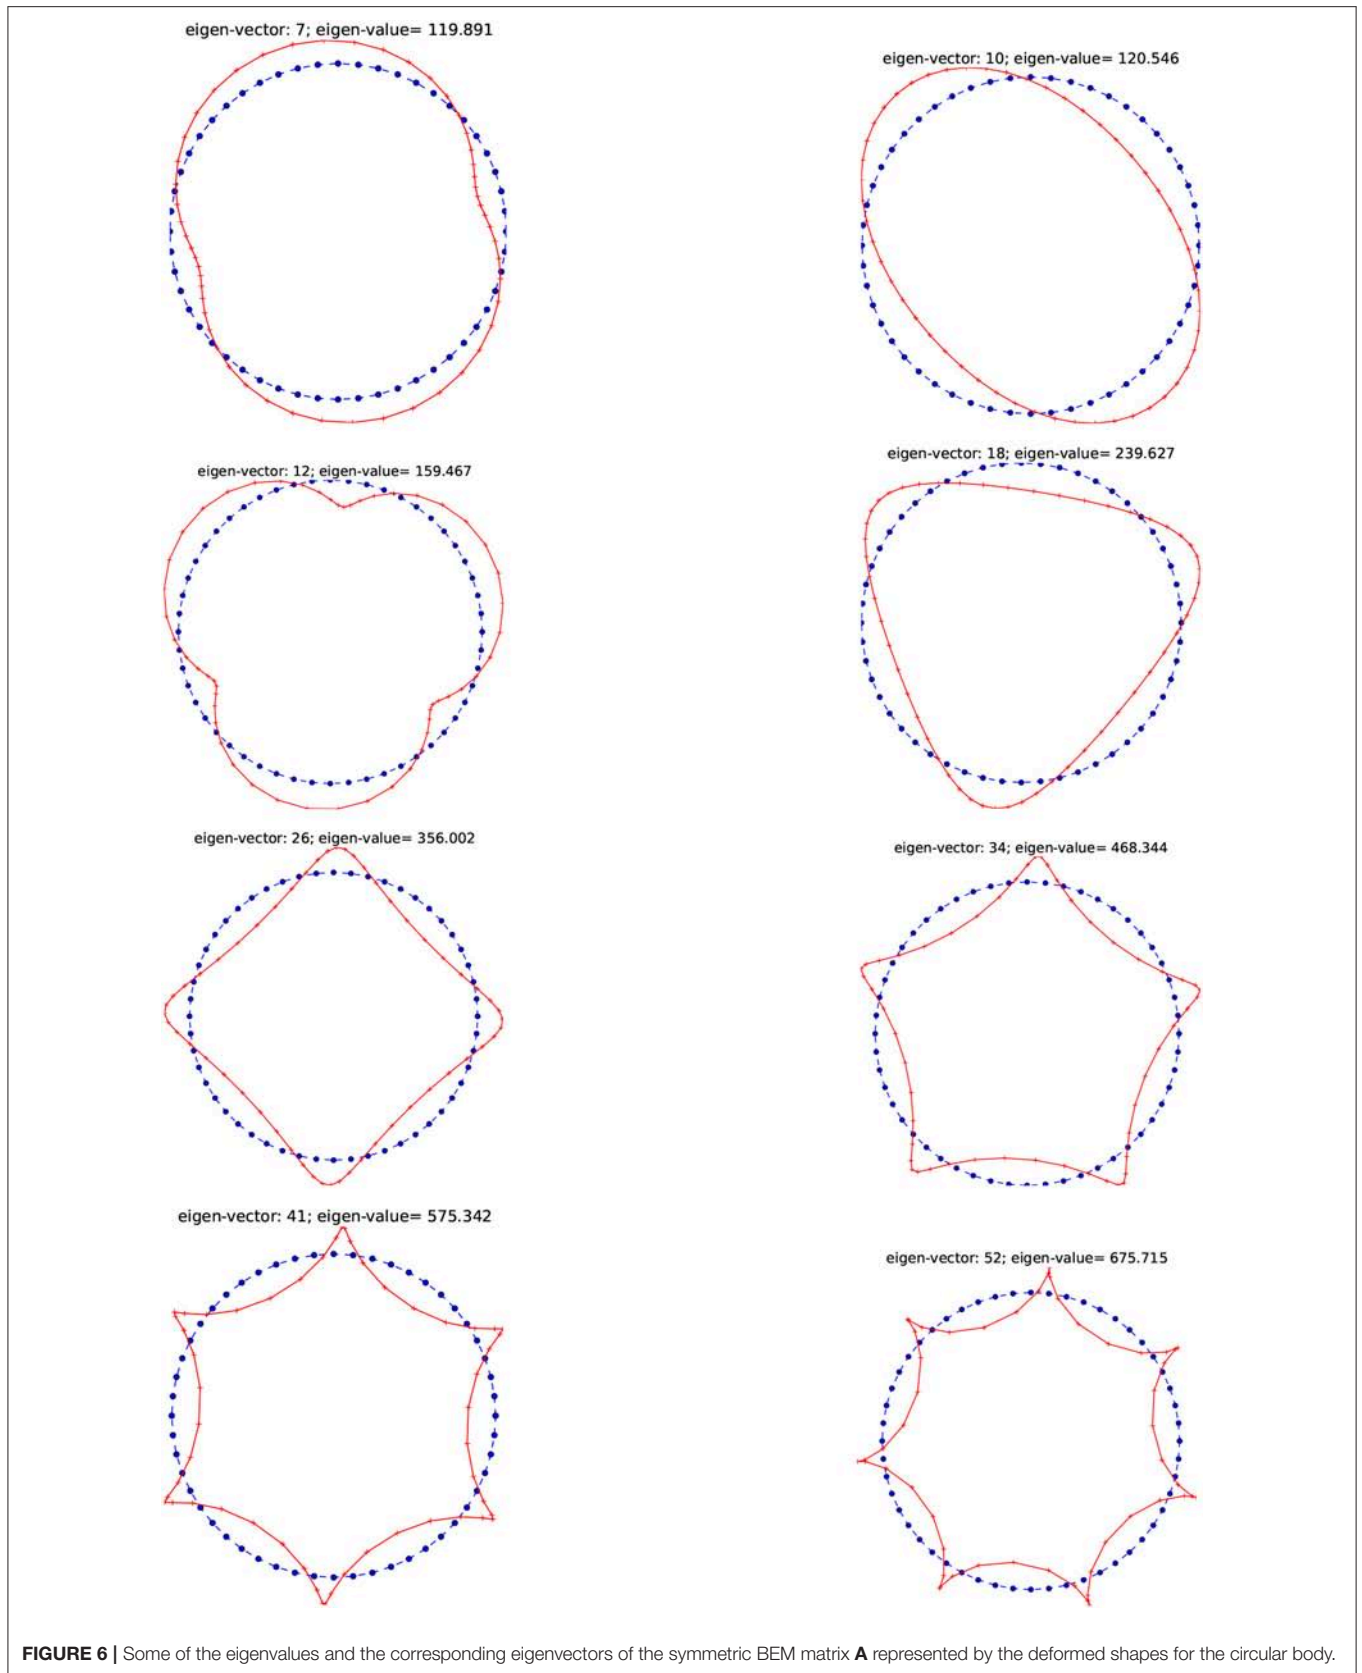 eigen-vector: 7; eigen-value= 119.891
eigen-vector: 10; eigen-value= 120.546
eigen-vector: 12; eigen-value= 159.467
eigen-vector: 18; eigen-value= 239.627
eigen-vector: 26; eigen-value= 356.002
eigen-vector: 34; eigen-value= 468.344
eigen-vector: 41; eigen-value= 575.342
eigen-vector: 52; eigen-value= 675.715
FIGURE 6 | Some of the eigenvalues and the corresponding eigenvectors of the symmetric BEM matrix A represented by the deformed shapes for the circular body.